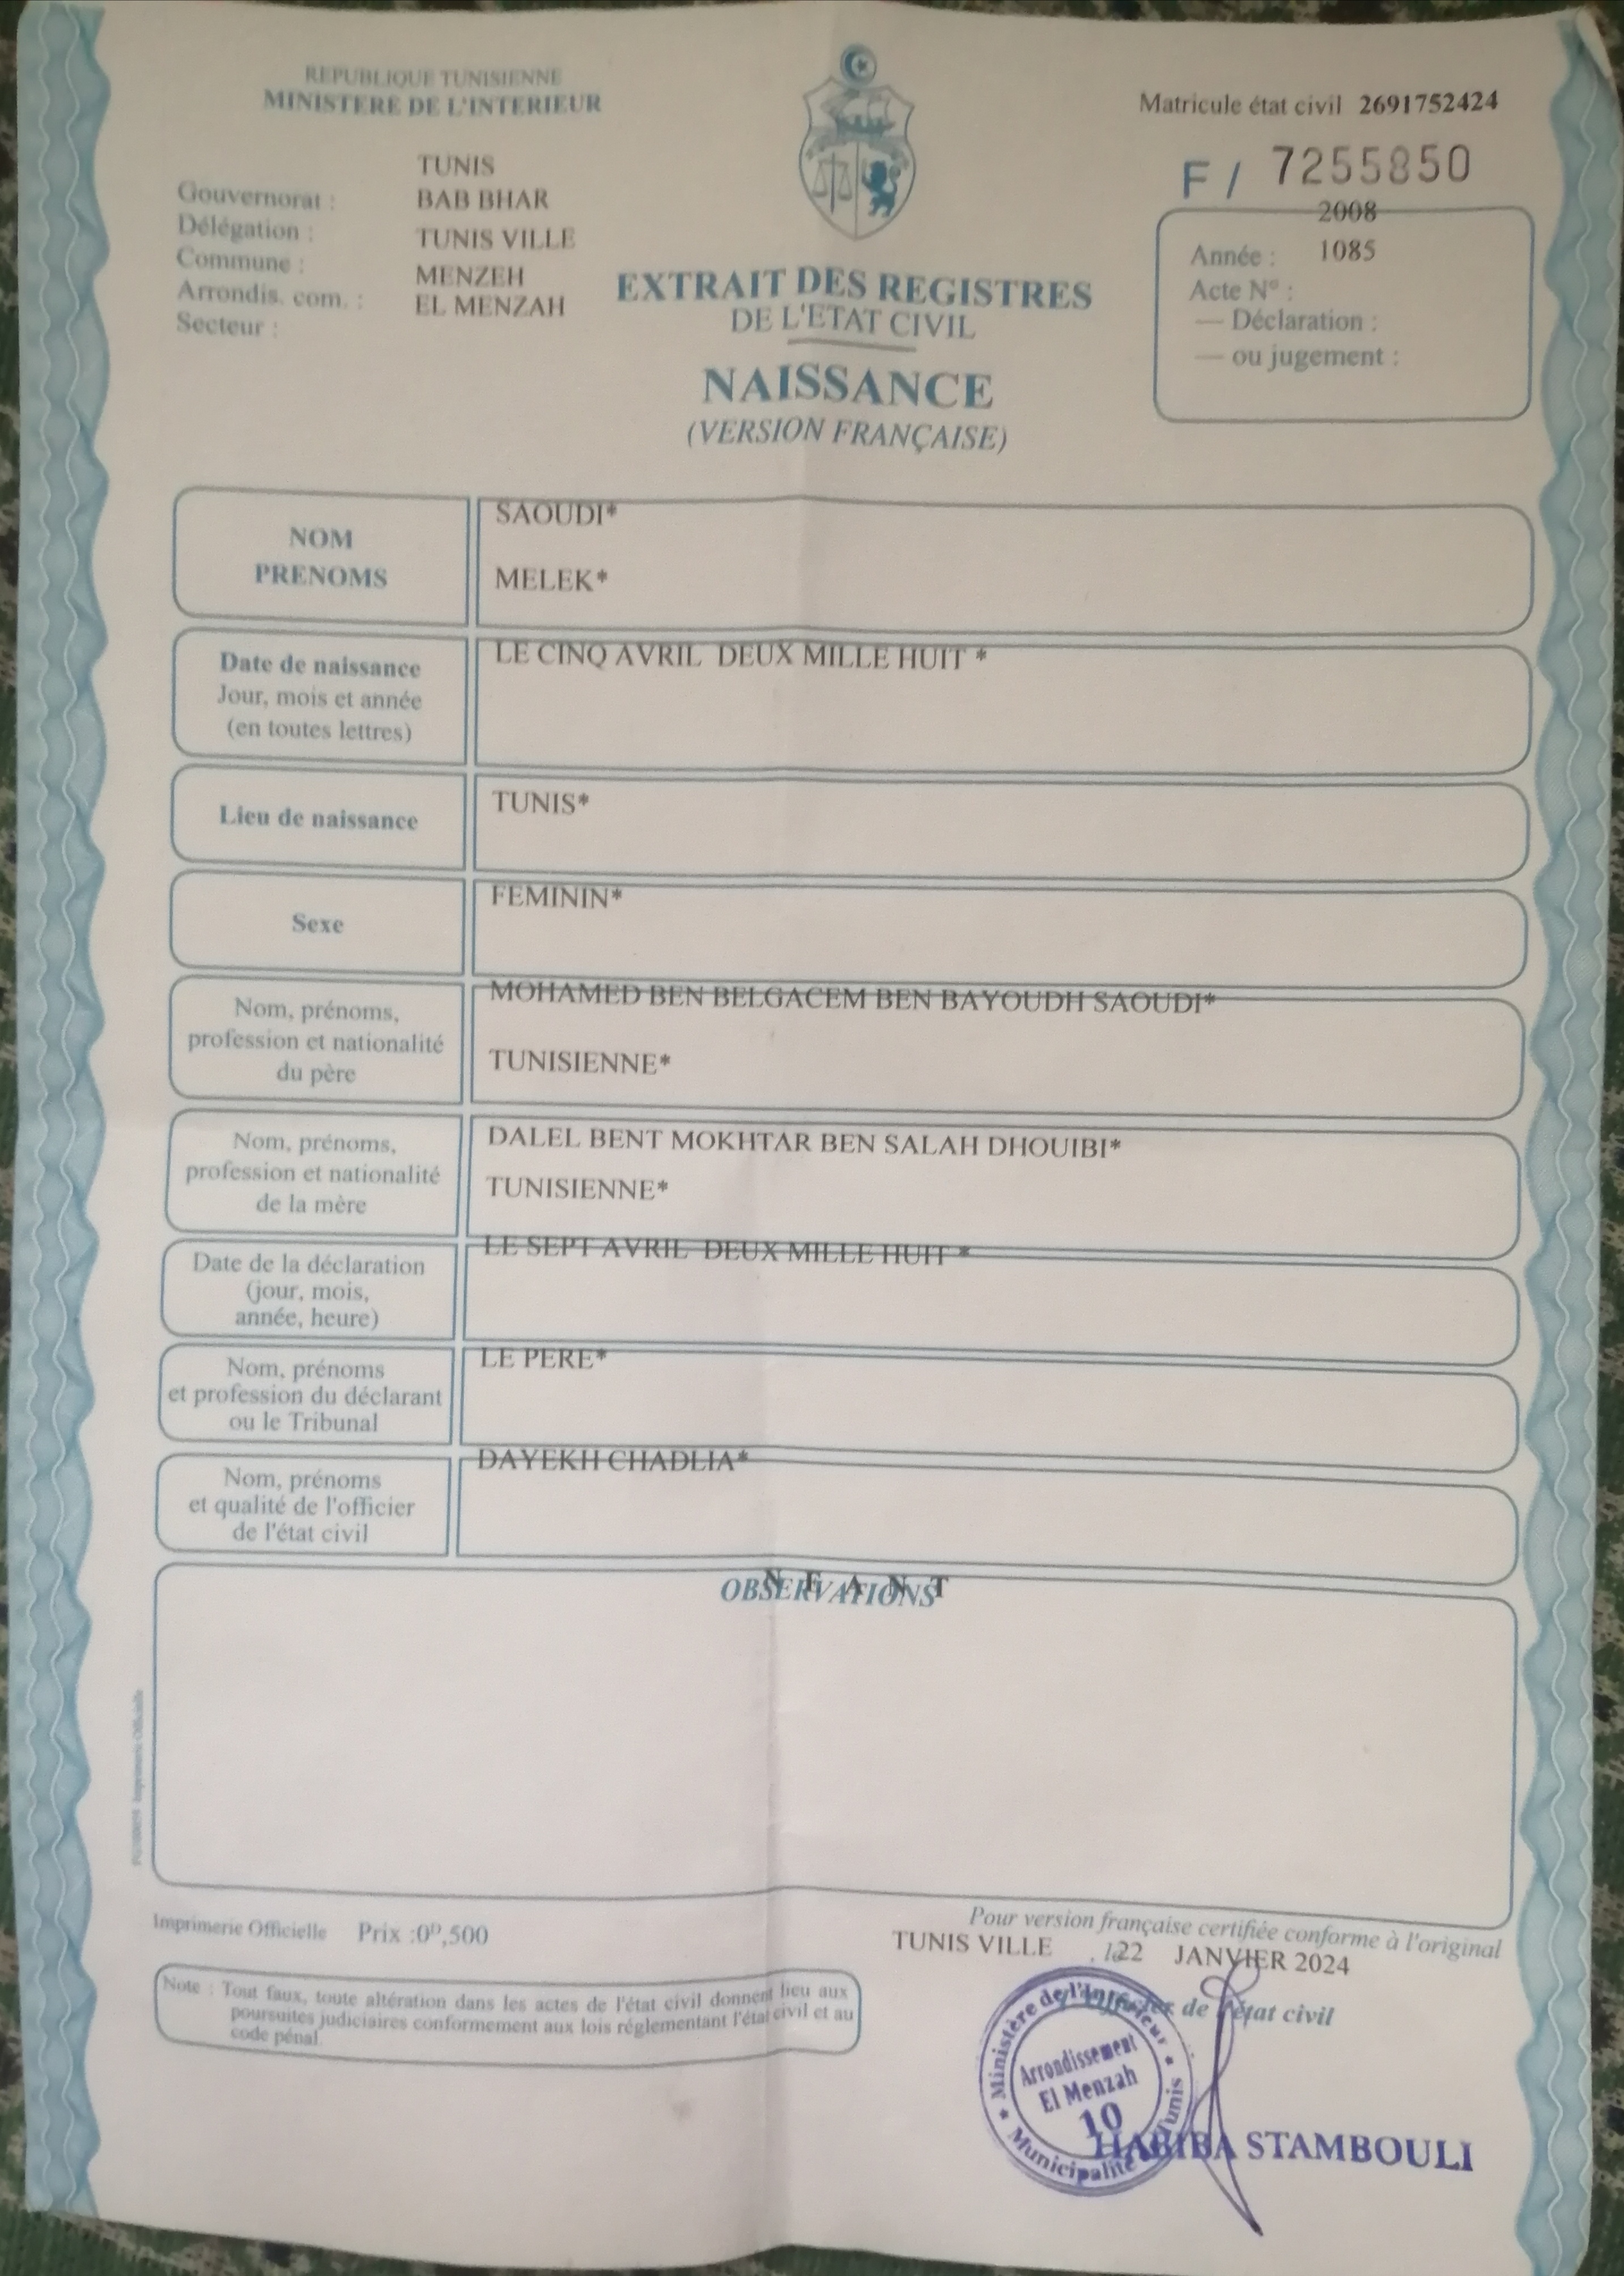 REPUBLIQUE TUNISIENNE
MINISTERE DE L'INTERIEUR
Matricule état civil 2691752424
F / 7255850
TUNIS
Gouvernorat : BAB BHAR
Délégation : TUNIS VILLE
Commune : MENZEH
Arrondis. com. : EL MENZAH
Secteur :
2008
Année : 1085
Acte N° :
— Déclaration :
— ou jugement :
EXTRAIT DES REGISTRES
DE L'ETAT CIVIL
NAISSANCE
(VERSION FRANÇAISE)
NOM
PRENOMS
SAOUDI*
MELEK*
Date de naissance
Jour, mois et année
(en toutes lettres)
LE CINQ AVRIL DEUX MILLE HUIT *
Lieu de naissance
TUNIS*
Sexe
FEMININ*
Nom, prénoms,
profession et nationalité
du père
MOHAMED BEN BELGACEM BEN BAYOUDH SAOUDI*
TUNISIENNE*
Nom, prénoms,
profession et nationalité
de la mère
DALEL BENT MOKHTAR BEN SALAH DHOUIBI*
TUNISIENNE*
Date de la déclaration
(jour, mois,
année, heure)
LE SEPT AVRIL DEUX MILLE HUIT *
Nom, prénoms
et profession du déclarant
ou le Tribunal
LE PERE*
Nom, prénoms
et qualité de l'officier
de l'état civil
DAYEKH CHADLIA*
OBSERVATIONS
N E A N T
Imprimerie Officielle Prix :0ᴰ,500
Note : Tout faux, toute altération dans les actes de l'état civil donnent lieu aux
poursuites judiciaires conformement aux lois réglementant l'état civil et au
code pénal.
Pour version française certifiée conforme à l'original
TUNIS VILLE , le 22 JANVIER 2024
L'Officier de l'état civil
Ministère de l'Intérieur
Arrondissement
El Menzah
10
Municipalité Tunis
HABIBA STAMBOULI